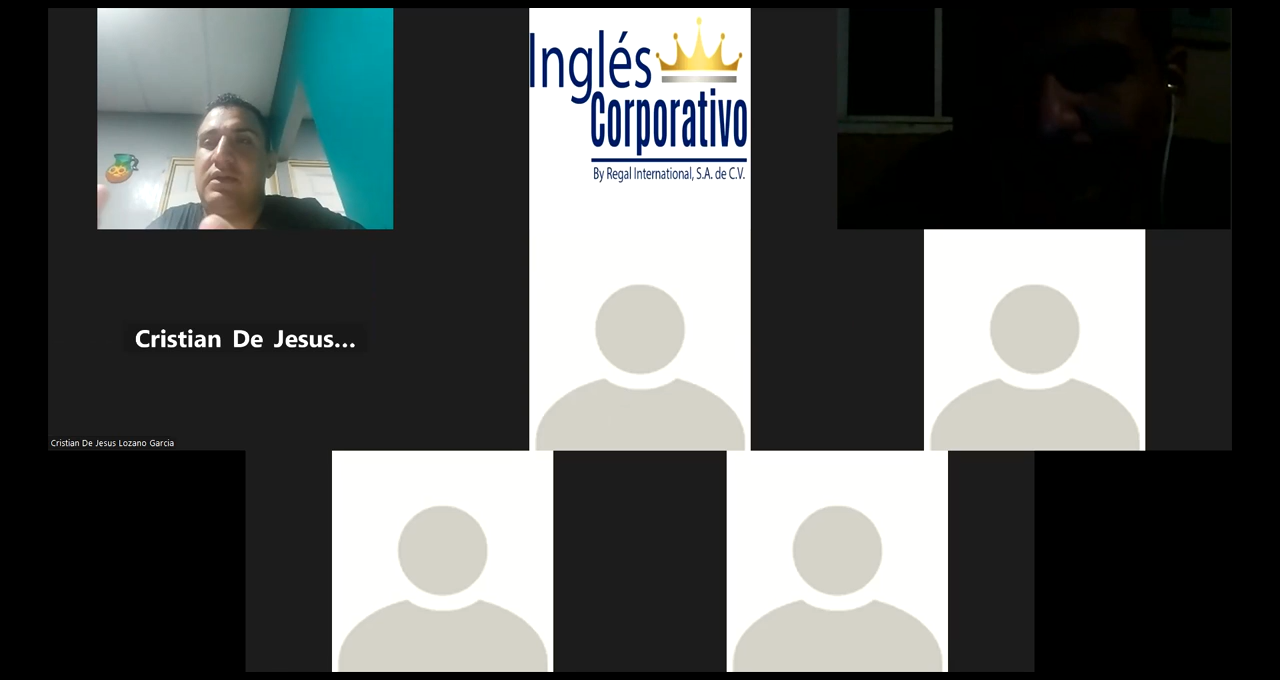 Inglés
Corporativo
By Regal International, S.A. de C.V.
Cristian De Jesus...
Cristian De Jesus Lozano Garcia